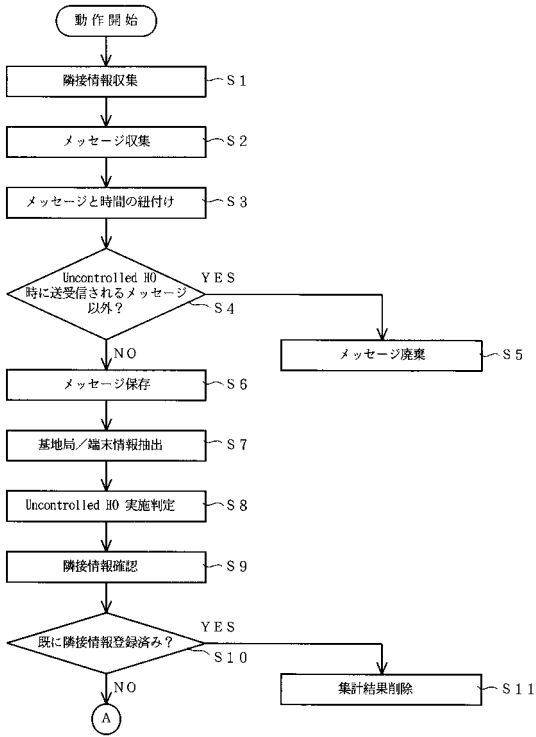 動作開始
隣接情報収集
S1
メッセージ収集
S2
メッセージと時間の紐付け
S3
Uncontrolled HO
時に送受信されるメッセージ
以外？
YES
S4
NO
メッセージ廃棄
S5
メッセージ保存
S6
基地局／端末情報抽出
S7
Uncontrolled HO 実施判定
S8
隣接情報確認
S9
既に隣接情報登録済み？
YES
S10
NO
集計結果削除
S11
A